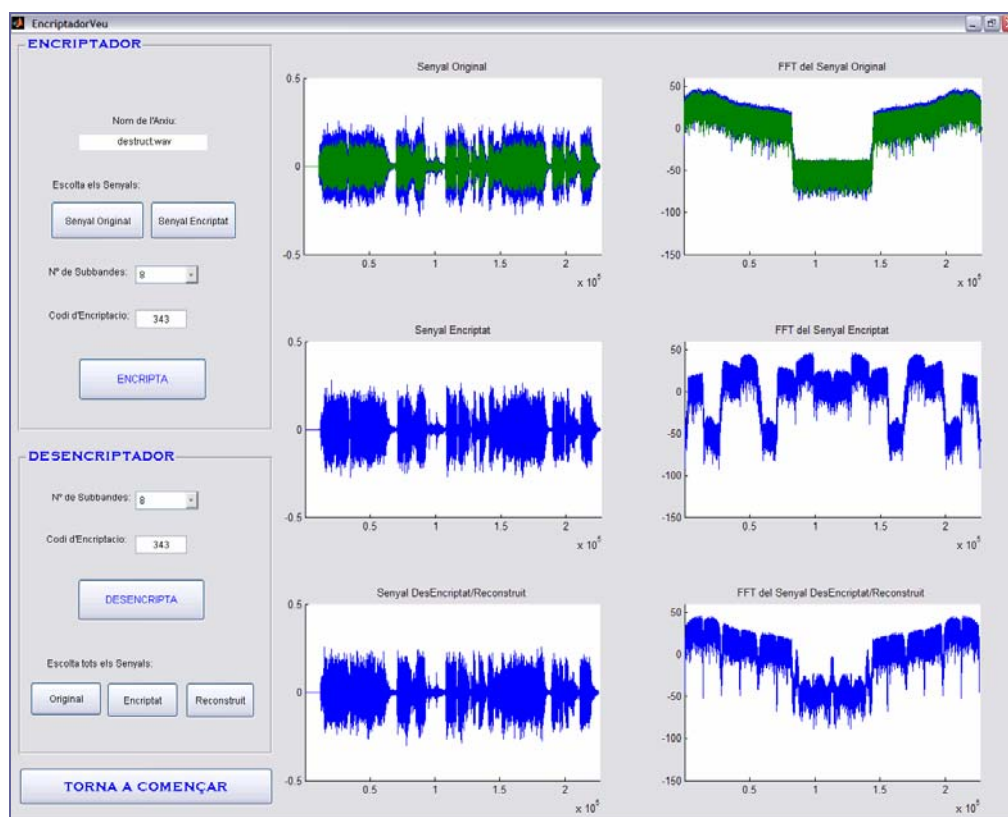 EncriptadorVeu
ENCRIPTADOR
Nom de l'Arxiu:
destruct.wav
Escolta els Senyals:
Senyal Original
Senyal Encriptat
Nº de Subbandes: 8
Codi d'Encriptacio: 343
ENCRIPTA
DESENCRIPTADOR
Nº de Subbandes: 8
Codi d'Encriptacio: 343
DESENCRIPTA
Escolta tots els Senyals:
Original
Encriptat
Reconstruit
TORNA A COMENÇAR
Senyal Original
0.5
0
-0.5
0.5 1 1.5 2
x 10^5
FFT del Senyal Original
50
0
-50
-100
-150
0.5 1 1.5 2
x 10^5
Senyal Encriptat
0.5
0
-0.5
0.5 1 1.5 2
x 10^5
FFT del Senyal Encriptat
50
0
-50
-100
-150
0.5 1 1.5 2
x 10^5
Senyal DesEncriptat/Reconstruit
0.5
0
-0.5
0.5 1 1.5 2
x 10^5
FFT del Senyal DesEncriptat/Reconstruit
50
0
-50
-100
-150
0.5 1 1.5 2
x 10^5